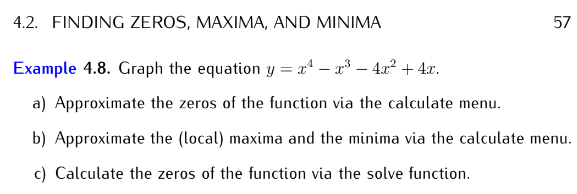 4.2. FINDING ZEROS, MAXIMA, AND MINIMA 57
Example 4.8. Graph the equation y = x⁴ − x³ − 4x² + 4x.
a) Approximate the zeros of the function via the calculate menu.
b) Approximate the (local) maxima and the minima via the calculate menu.
c) Calculate the zeros of the function via the solve function.